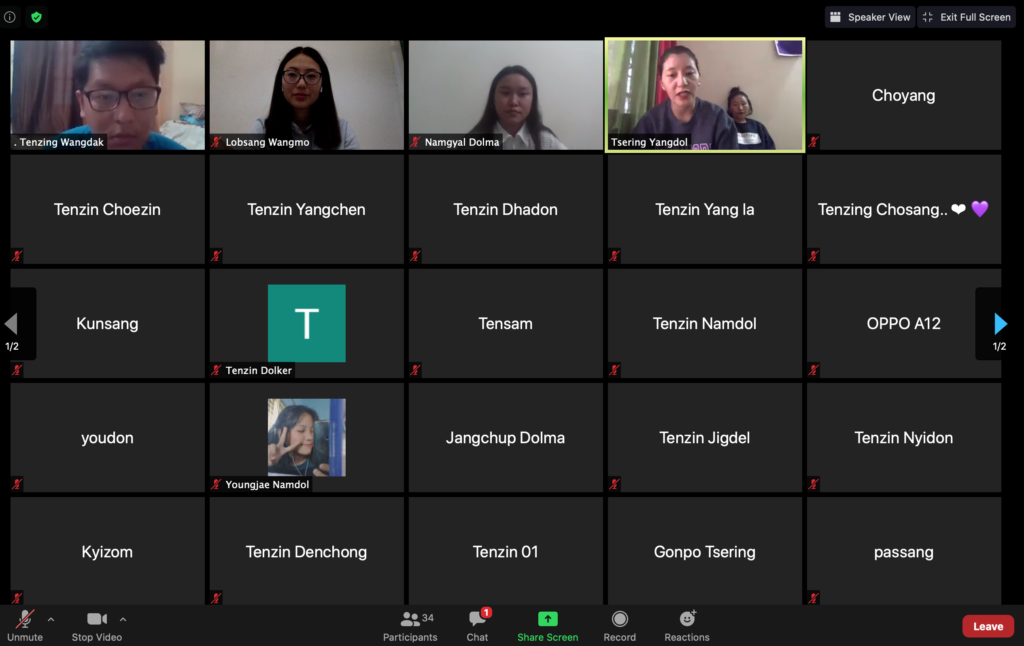 Speaker View
Exit Full Screen
. Tenzing Wangdak
Lobsang Wangmo
Namgyal Dolma
Tsering Yangdol
Choyang
Tenzin Choezin
Tenzin Yangchen
Tenzin Dhadon
Tenzin Yang la
Tenzing Chosang.. ❤ 💜
Kunsang
T
Tenzin Dolker
Tensam
Tenzin Namdol
OPPO A12
1/2
1/2
youdon
Youngjae Namdol
Jangchup Dolma
Tenzin Jigdel
Tenzin Nyidon
Kyizom
Tenzin Denchong
Tenzin 01
Gonpo Tsering
passang
Unmute
Stop Video
34
Participants
1
Chat
Share Screen
Record
Reactions
Leave